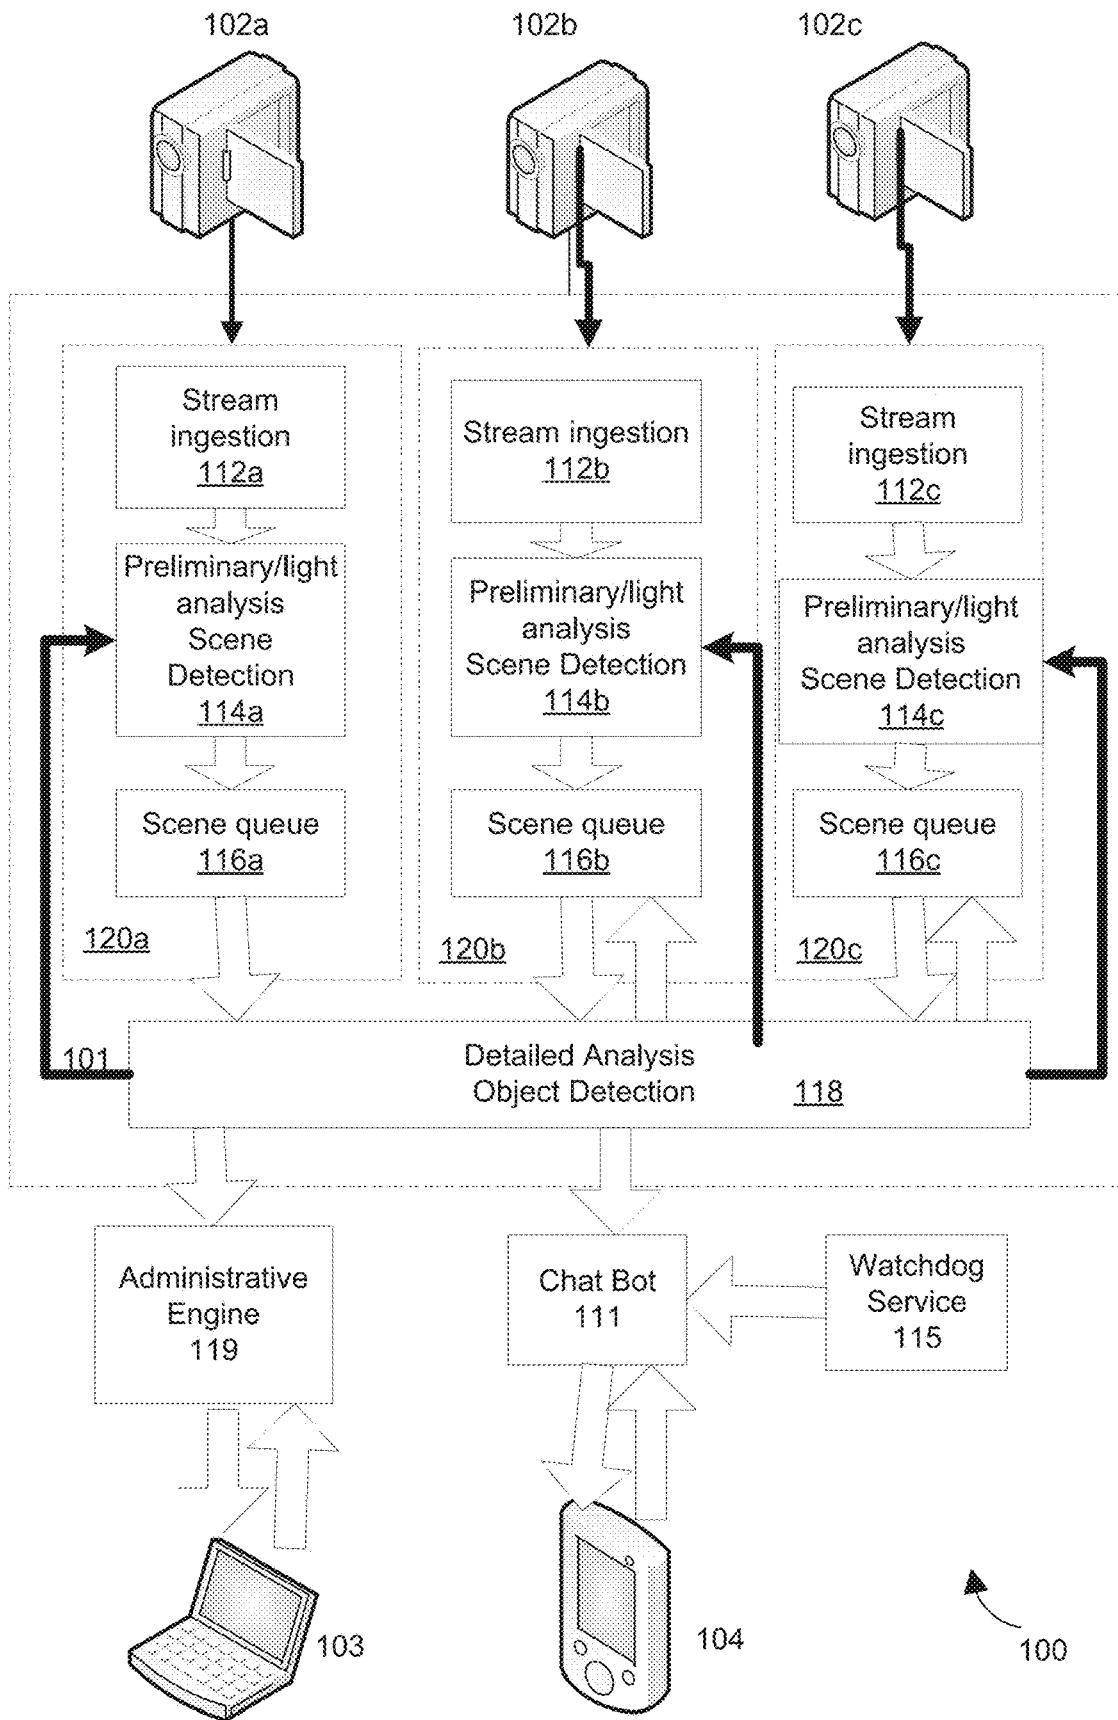 102a
102b
102c
Stream
ingestion
112a
Stream ingestion
112b
Stream
ingestion
112c
Preliminary/light
analysis
Scene
Detection
114a
Preliminary/light
analysis
Scene Detection
114b
Preliminary/light
analysis
Scene Detection
114c
Scene queue
116a
Scene queue
116b
Scene queue
116c
120a
120b
120c
101
Detailed Analysis
Object Detection
118
Administrative
Engine
119
Chat Bot
111
Watchdog
Service
115
103
104
100